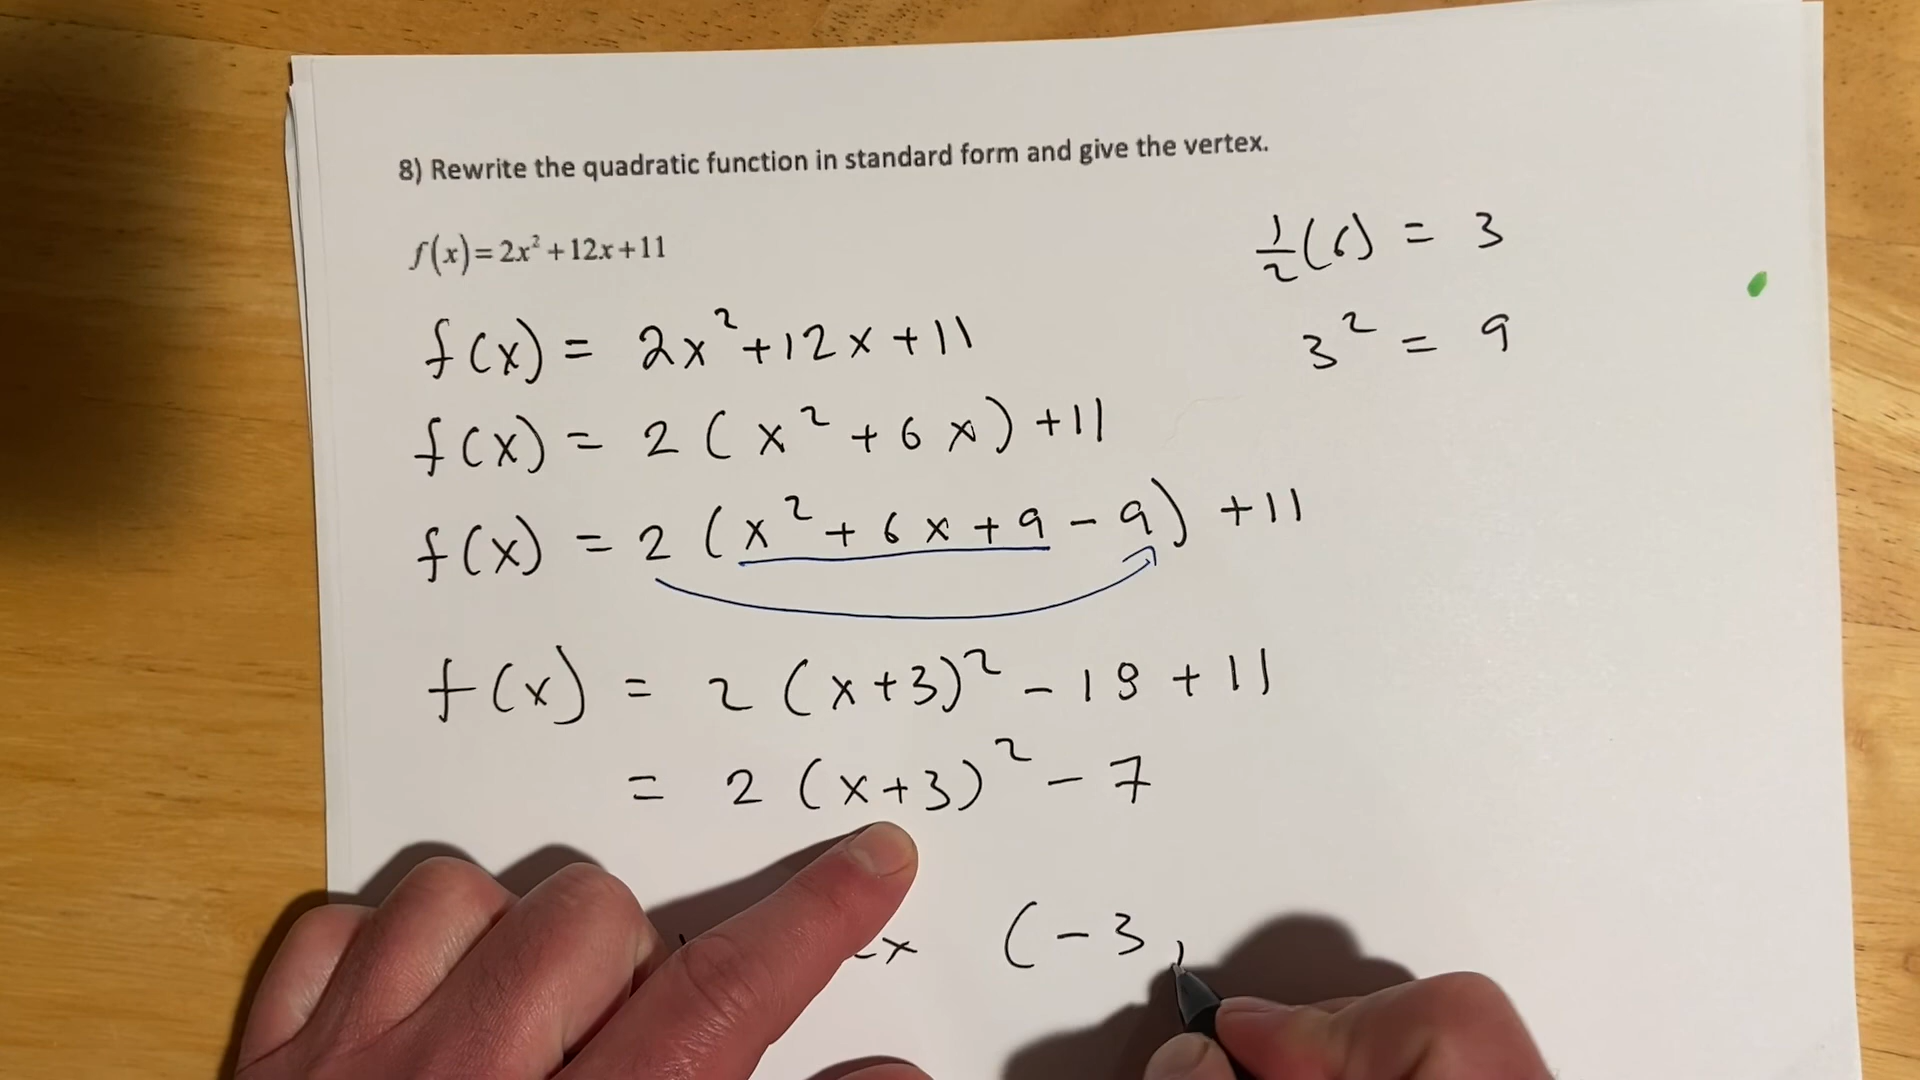 8) Rewrite the quadratic function in standard form and give the vertex.
f(x)=2x²+12x+11
½(6) = 3
3² = 9
f(x) = 2x²+12x+11
f(x) = 2(x²+6x)+11
f(x) = 2(x²+6x+9-9)+11
f(x) = 2(x+3)²-18+11
= 2(x+3)²-7
(-3,